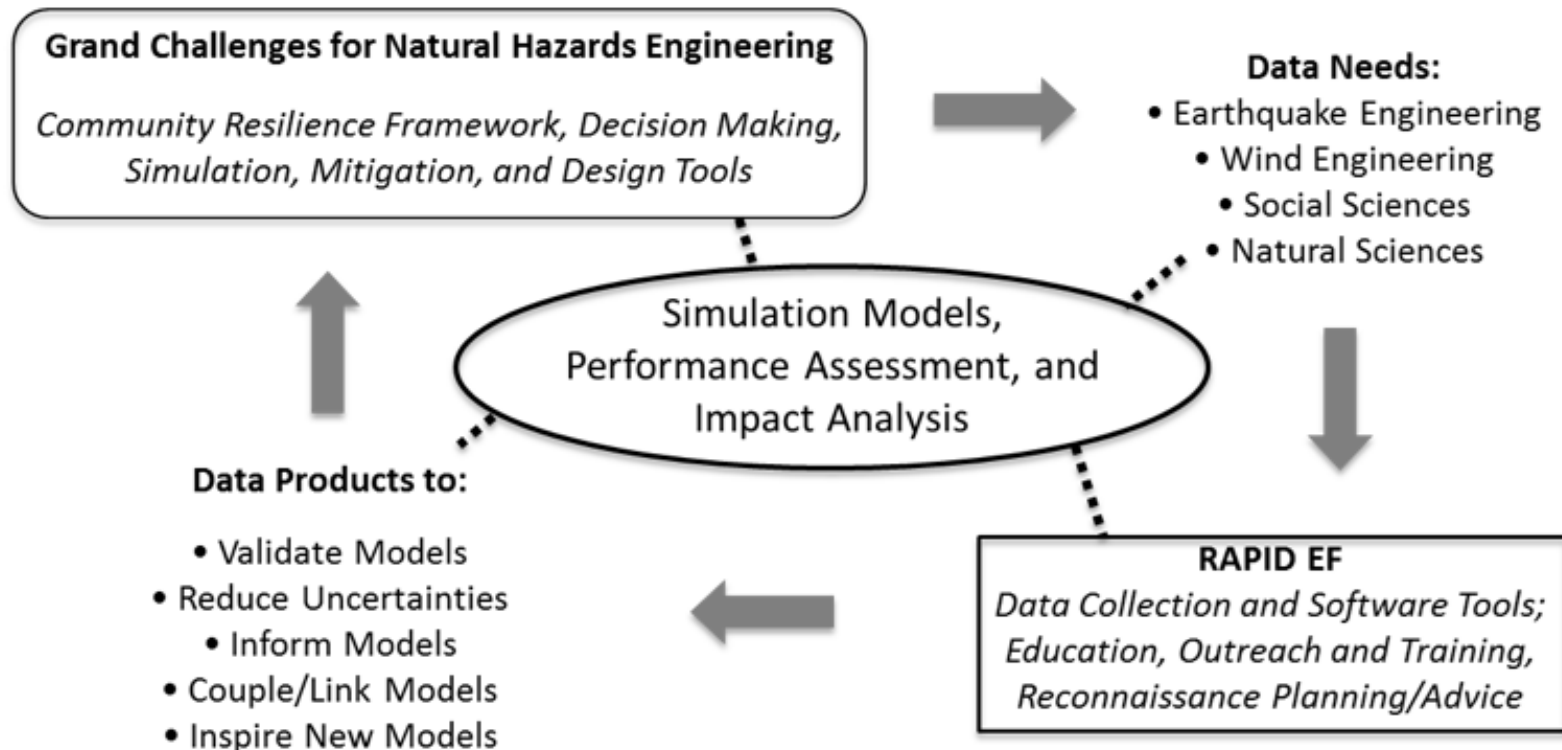 Grand Challenges for Natural Hazards Engineering
Community Resilience Framework, Decision Making,
Simulation, Mitigation, and Design Tools
Data Needs:
• Earthquake Engineering
• Wind Engineering
• Social Sciences
• Natural Sciences
Simulation Models,
Performance Assessment, and
Impact Analysis
RAPID EF
Data Collection and Software Tools;
Education, Outreach and Training,
Reconnaissance Planning/Advice
Data Products to:
• Validate Models
• Reduce Uncertainties
• Inform Models
• Couple/Link Models
• Inspire New Models